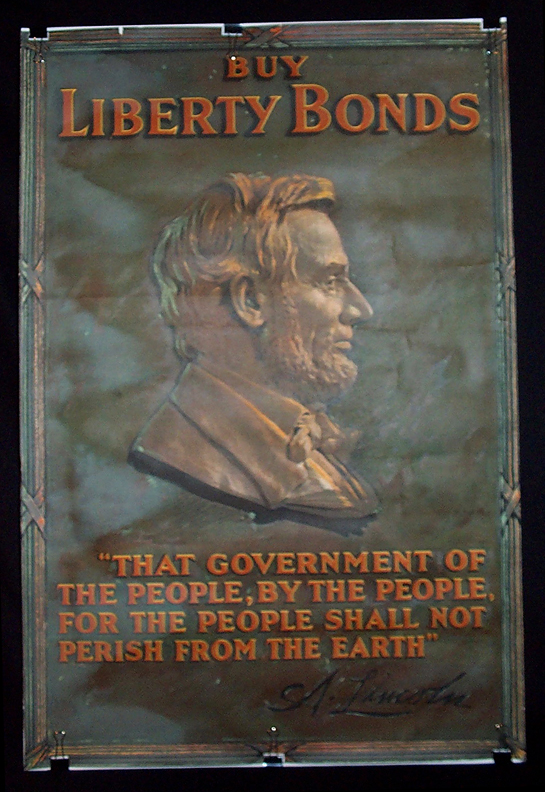 BUY
LIBERTY BONDS
“THAT GOVERNMENT OF
THE PEOPLE, BY THE PEOPLE,
FOR THE PEOPLE SHALL NOT
PERISH FROM THE EARTH”
A. Lincoln